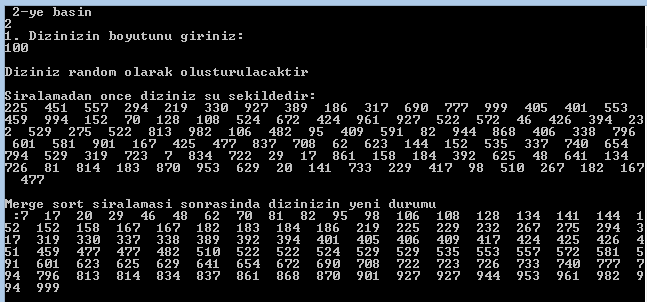 2-ye basin
2
1. Dizinizin boyutunu giriniz:
100
Diziniz random olarak olusturulacaktir
Siralamadan once diziniz su sekildedir:
225 451 557 294 219 330 927 389 186 317 690 777 999 405 401 553
459 994 152 70 128 108 524 672 424 961 927 522 572 46 426 394 23
2 529 275 522 813 982 106 482 95 409 591 82 944 868 406 338 796
601 581 901 167 425 477 837 708 62 623 144 152 535 337 740 654
794 529 319 723 7 834 722 29 17 861 158 184 392 625 48 641 134
726 81 814 183 870 953 629 20 141 733 229 417 98 510 267 182 167
477
Merge sort siralamasi sonrasinda dizinizin yeni durumu
:7 17 20 29 46 48 62 70 81 82 95 98 106 108 128 134 141 144 1
52 152 158 167 167 182 183 184 186 219 225 229 232 267 275 294 3
17 319 330 337 338 389 392 394 401 405 406 409 417 424 425 426 4
51 459 477 477 482 510 522 522 524 529 529 535 553 557 572 581 5
91 601 623 625 629 641 654 672 690 708 722 723 726 733 740 777 7
94 796 813 814 834 837 861 868 870 901 927 927 944 953 961 982 9
94 999